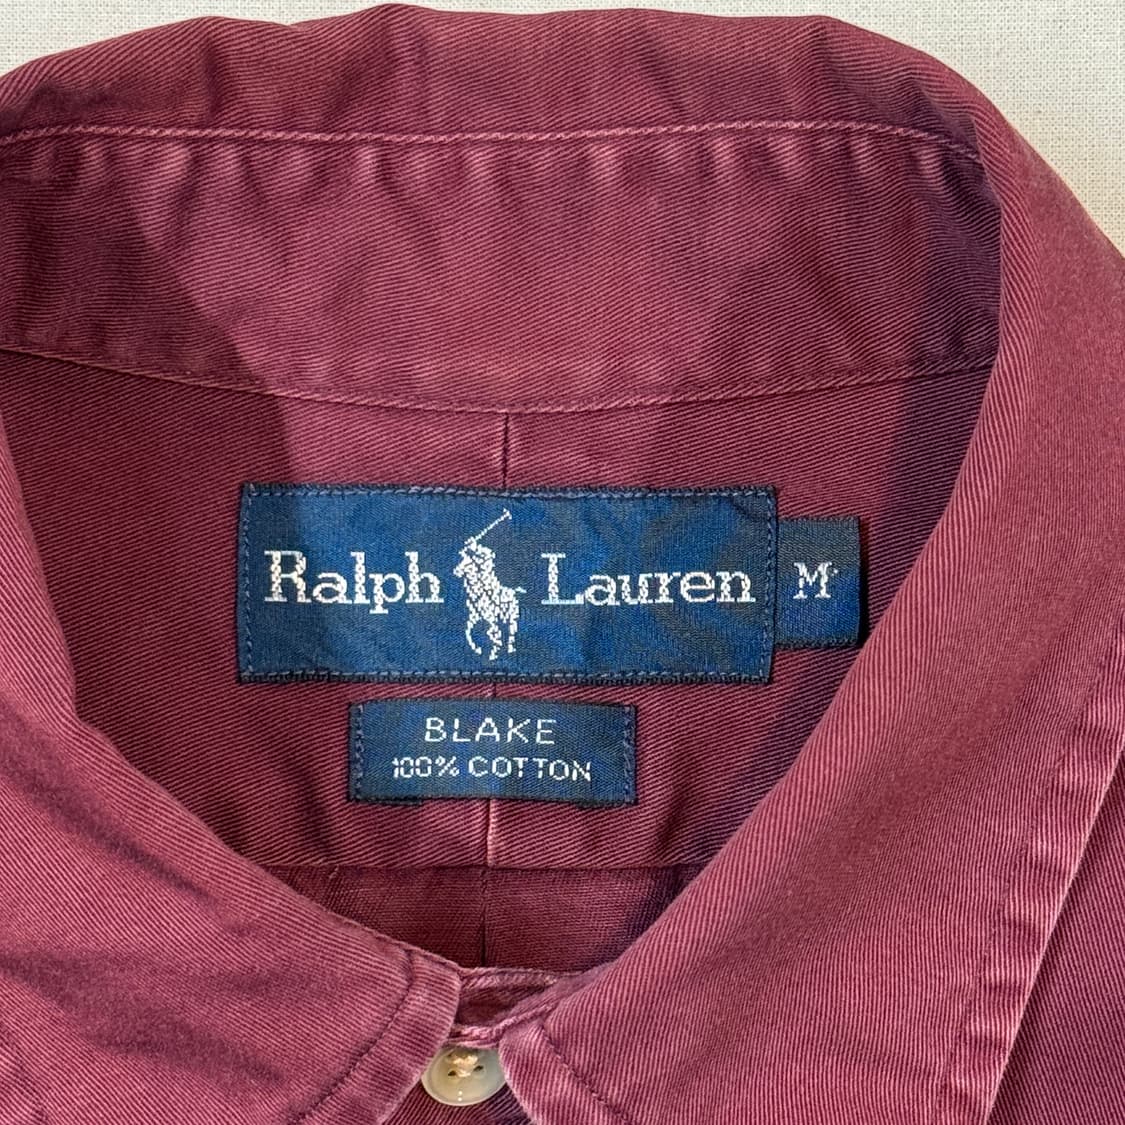 Ralph Lauren M
BLAKE
100% COTTON